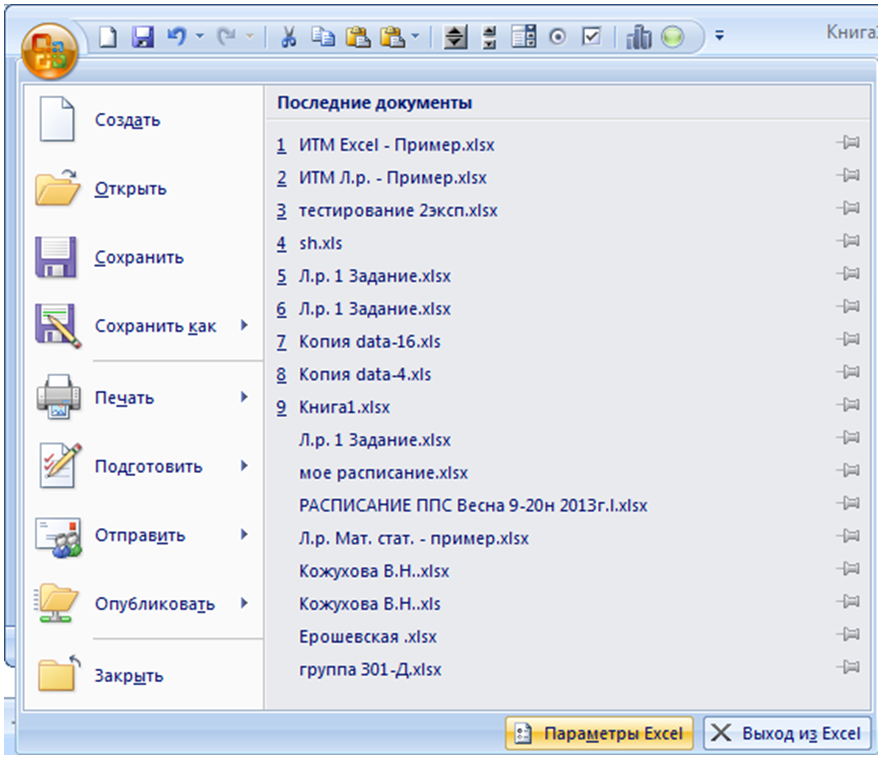 Книга
Создать
Открыть
Сохранить
Сохранить как
Печать
Подготовить
Отправить
Опубликовать
Закрыть
Последние документы
1 ИТМ Excel - Пример.xlsx
2 ИТМ Л.р. - Пример.xlsx
3 тестирование 2эксп.xlsx
4 sh.xls
5 Л.р. 1 Задание.xlsx
6 Л.р. 1 Задание.xlsx
7 Копия data-16.xls
8 Копия data-4.xls
9 Книга1.xlsx
Л.р. 1 Задание.xlsx
мое расписание.xlsx
РАСПИСАНИЕ ППС Весна 9-20н 2013г.I.xlsx
Л.р. Мат. стат. - пример.xlsx
Кожухова В.Н..xlsx
Кожухова В.Н..xls
Ерошевская .xlsx
группа 301-Д.xlsx
Параметры Excel
Выход из Excel